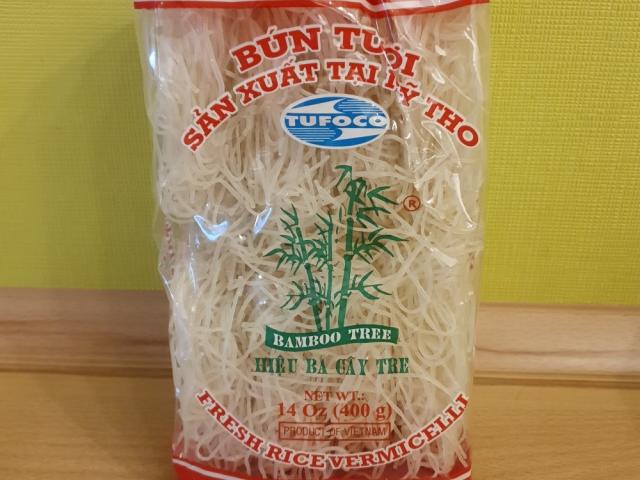 BÚN TƯƠI
SẢN XUẤT TẠI MỸ THO
TUFOCO
®
BAMBOO TREE
HIỆU BA CÂY TRE
NET WT.:
14 Oz (400 g)
PRODUCT OF VIETNAM
FRESH RICE VERMICELLI